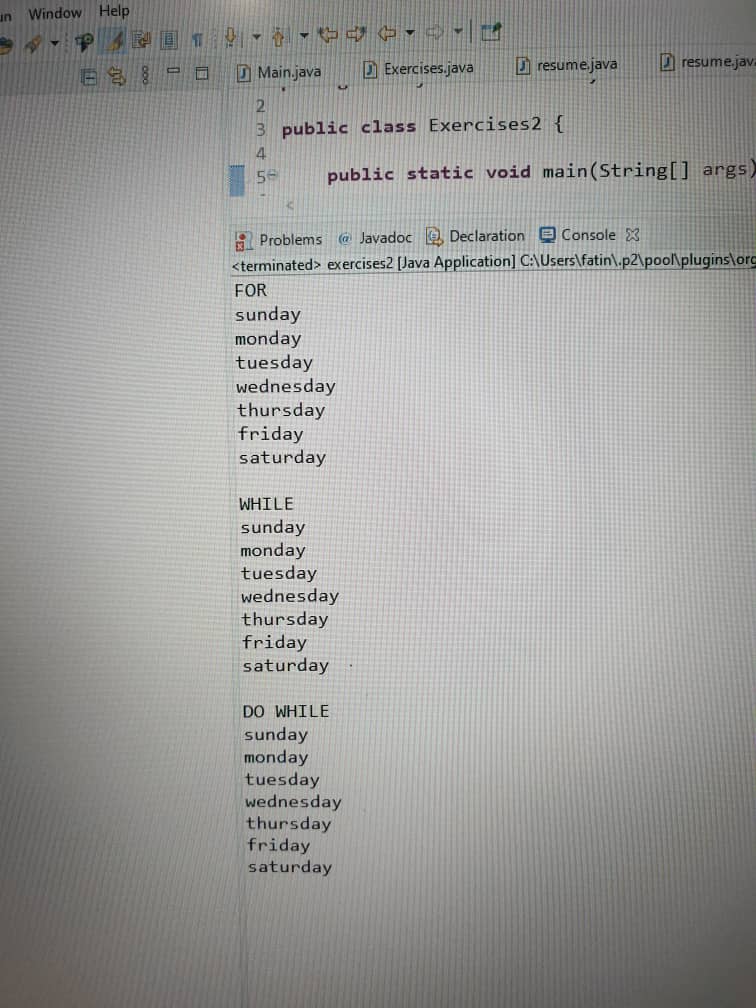 Window Help
Main.java Exercises.java resume.java
2
3 public class Exercises2 {
4
5 public static void main(String[] args)
Problems @ Javadoc Declaration Console
<terminated> exercises2 [Java Application] C:\Users\fatin\.p2\pool\plugins\org
FOR
sunday
monday
tuesday
wednesday
thursday
friday
saturday
WHILE
sunday
monday
tuesday
wednesday
thursday
friday
saturday
DO WHILE
sunday
monday
tuesday
wednesday
thursday
friday
saturday